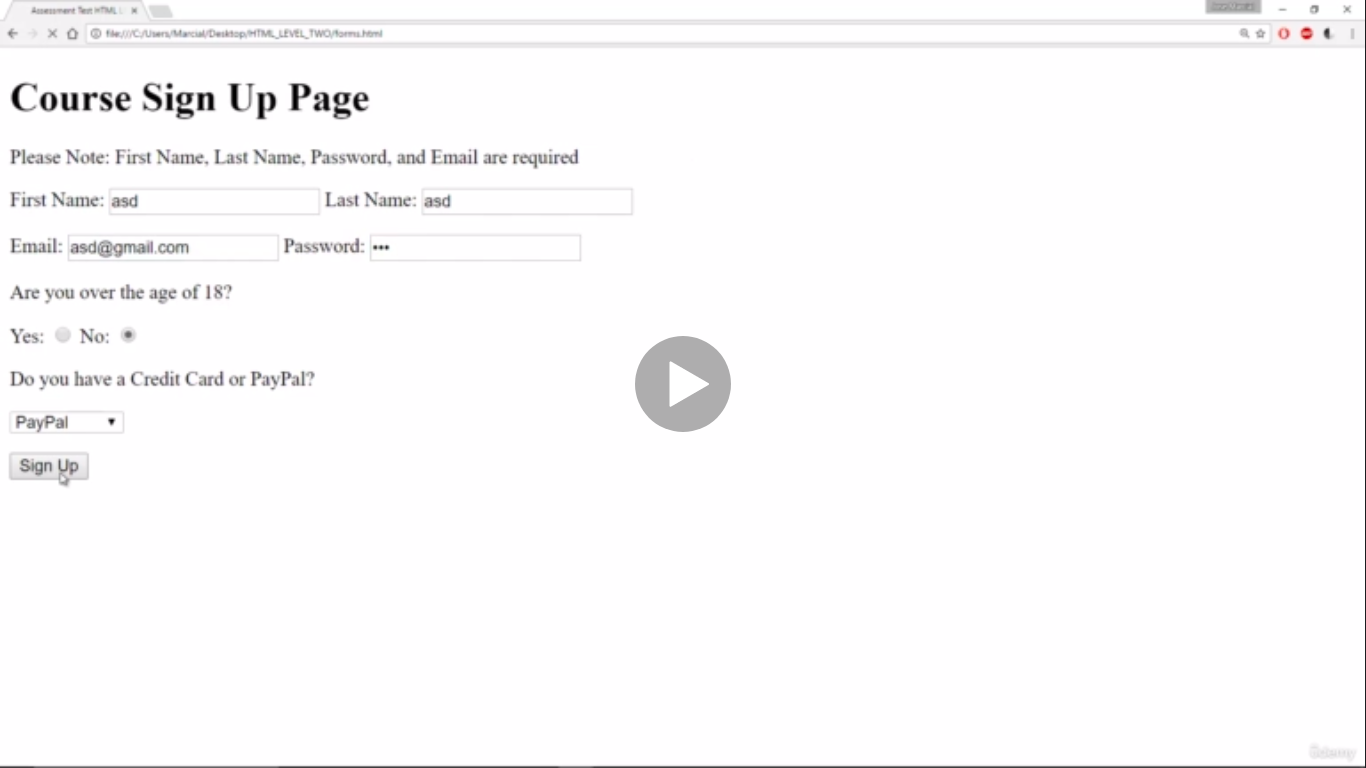 Assessment Test HTML
file:///C:/Users/Marcial/Desktop/HTML_LEVEL_TWO/forms.html
Course Sign Up Page
Please Note: First Name, Last Name, Password, and Email are required
First Name: asd Last Name: asd
Email: asd@gmail.com Password: •••
Are you over the age of 18?
Yes: No:
Do you have a Credit Card or PayPal?
PayPal
Sign Up
ûdemy